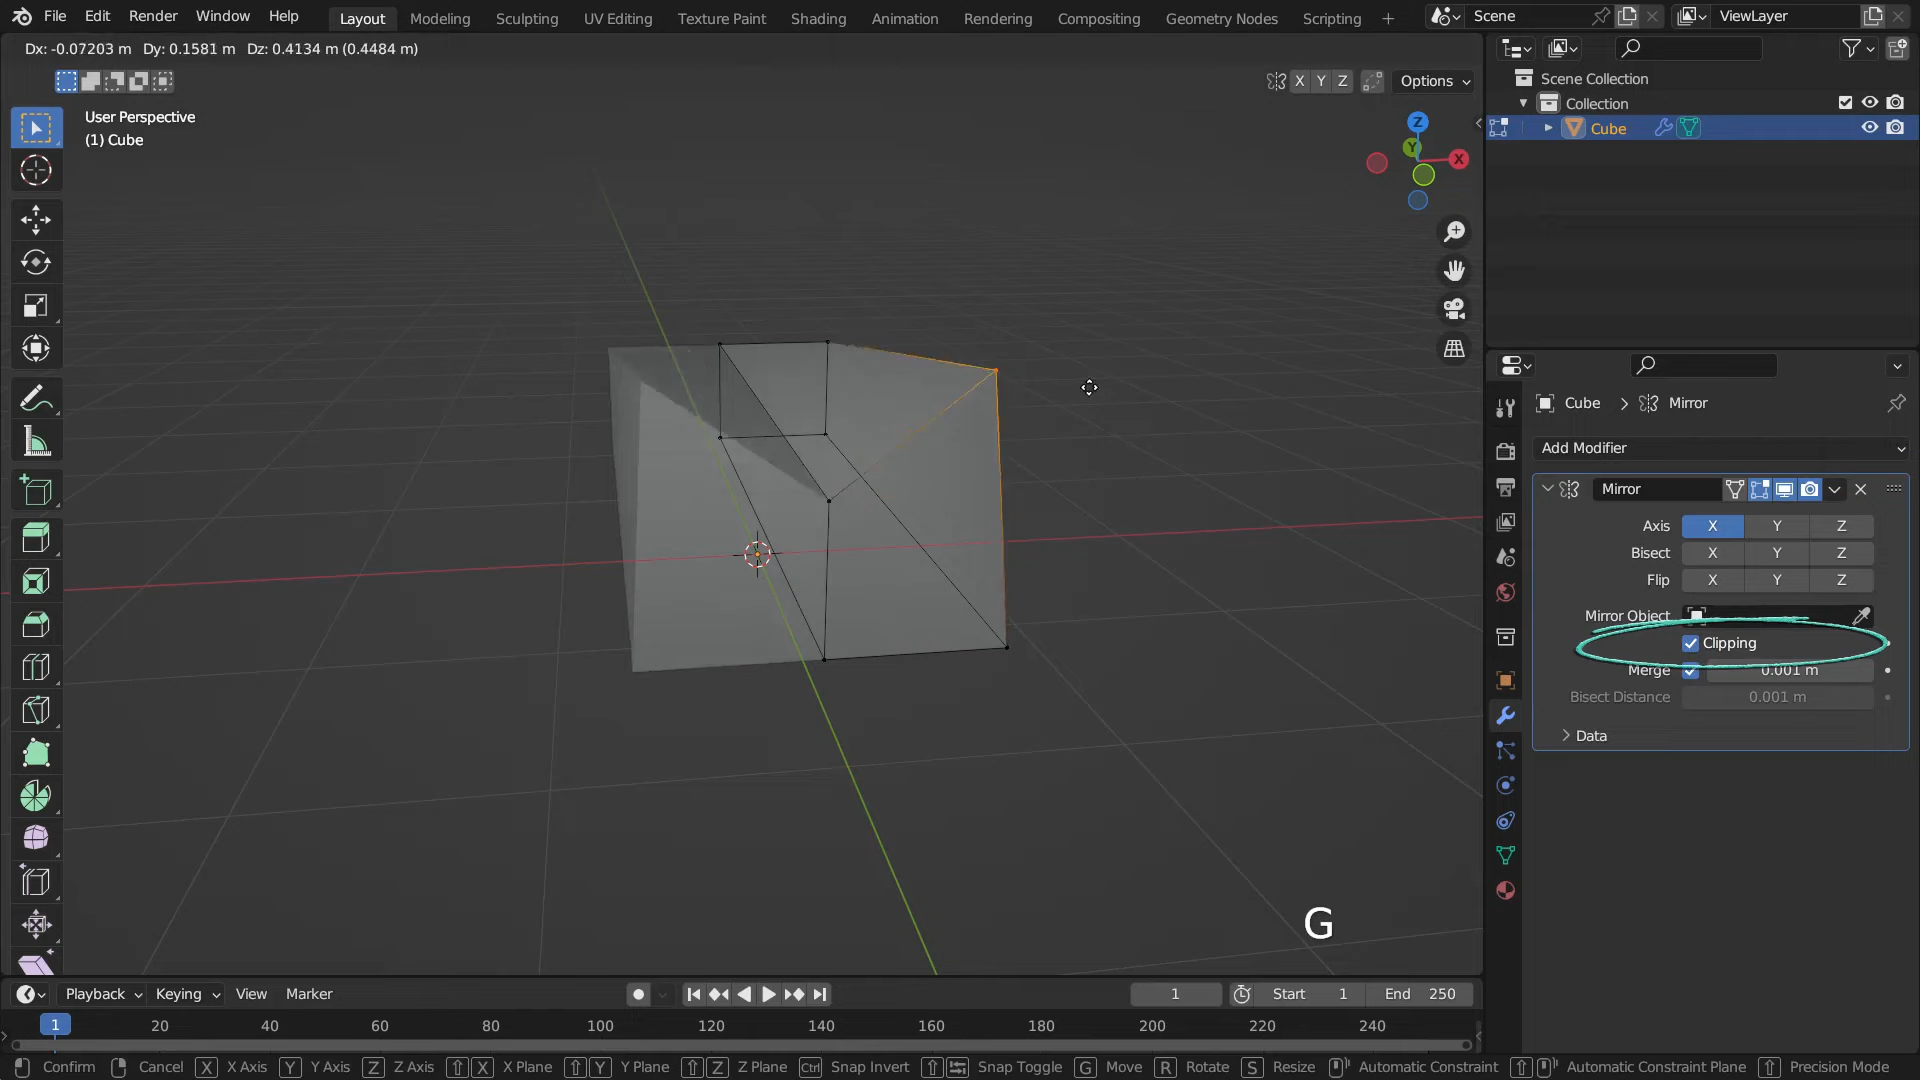 File Edit Render Window Help Layout Modeling Sculpting UV Editing Texture Paint Shading Animation Rendering Compositing Geometry Nodes Scripting + Scene ViewLayer
Dx: -0.07203 m Dy: 0.1581 m Dz: 0.4134 m (0.4484 m)
X Y Z Options
User Perspective
(1) Cube
Z
Y
X
Scene Collection
Collection
Cube
Cube > Mirror
Add Modifier
Mirror
Axis X Y Z
Bisect X Y Z
Flip X Y Z
Mirror Object
Clipping
Merge 0.001 m
Bisect Distance 0.001 m
Data
G
Playback Keying View Marker 1 Start 1 End 250
1 20 40 60 80 100 120 140 160 180 200 220 240
Confirm Cancel X X Axis Y Y Axis Z Z Axis X X Plane Y Y Plane Z Z Plane Ctrl Snap Invert Snap Toggle G Move R Rotate S Resize Automatic Constraint Automatic Constraint Plane Precision Mode